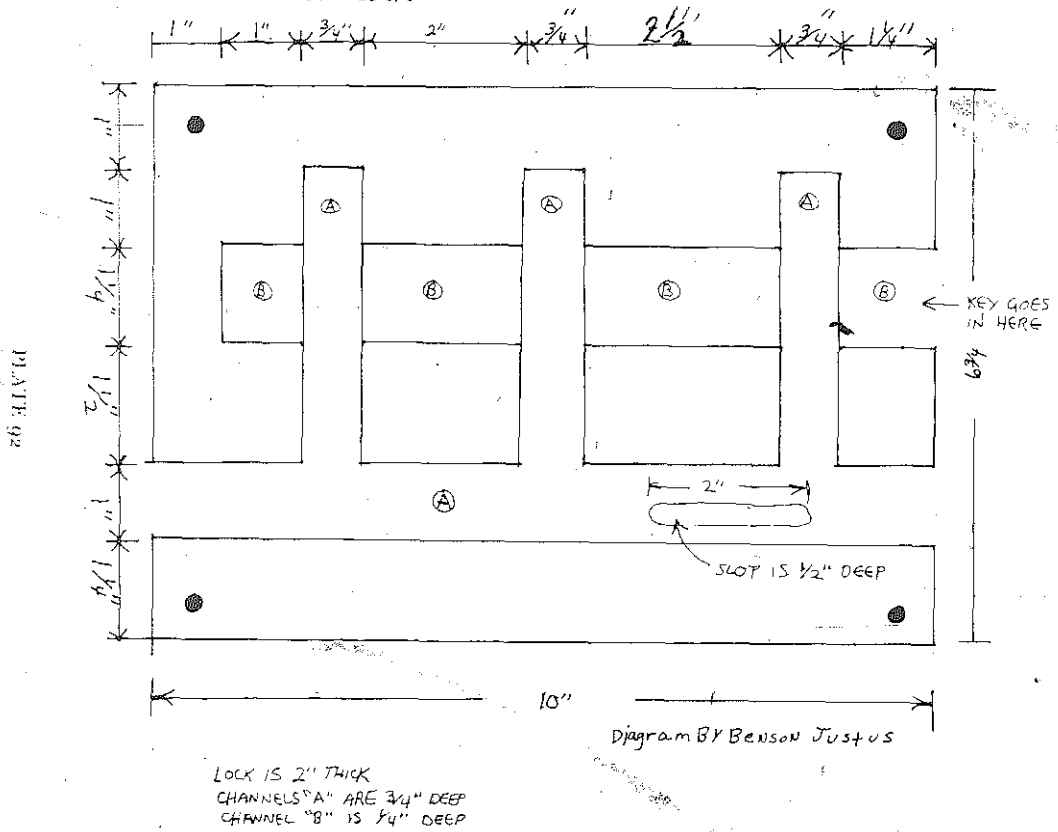 1" 1" 3/4" 2" 3/4" 2 1/2" 3/4" 1 1/4"
1"
1"
1 1/4"
1 1/2"
1"
1 1/4"
A A A
B B B B
KEY GOES
IN HERE
6 3/4
A
2"
SLOT IS 1/2" DEEP
10"
Diagram BY BENSON JUSTUS
LOCK IS 2" THICK
CHANNELS "A" ARE 3/4" DEEP
CHANNEL "B" IS 1/4" DEEP
PLATE 92